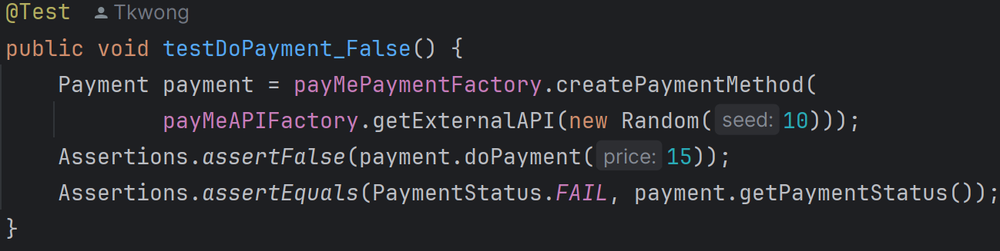 @Test Tkwong
public void testDoPayment_False() {
Payment payment = payMePaymentFactory.createPaymentMethod(
payMeAPIFactory.getExternalAPI(new Random( seed: 10)));
Assertions.assertFalse(payment.doPayment( price: 15));
Assertions.assertEquals(PaymentStatus.FAIL, payment.getPaymentStatus());
}